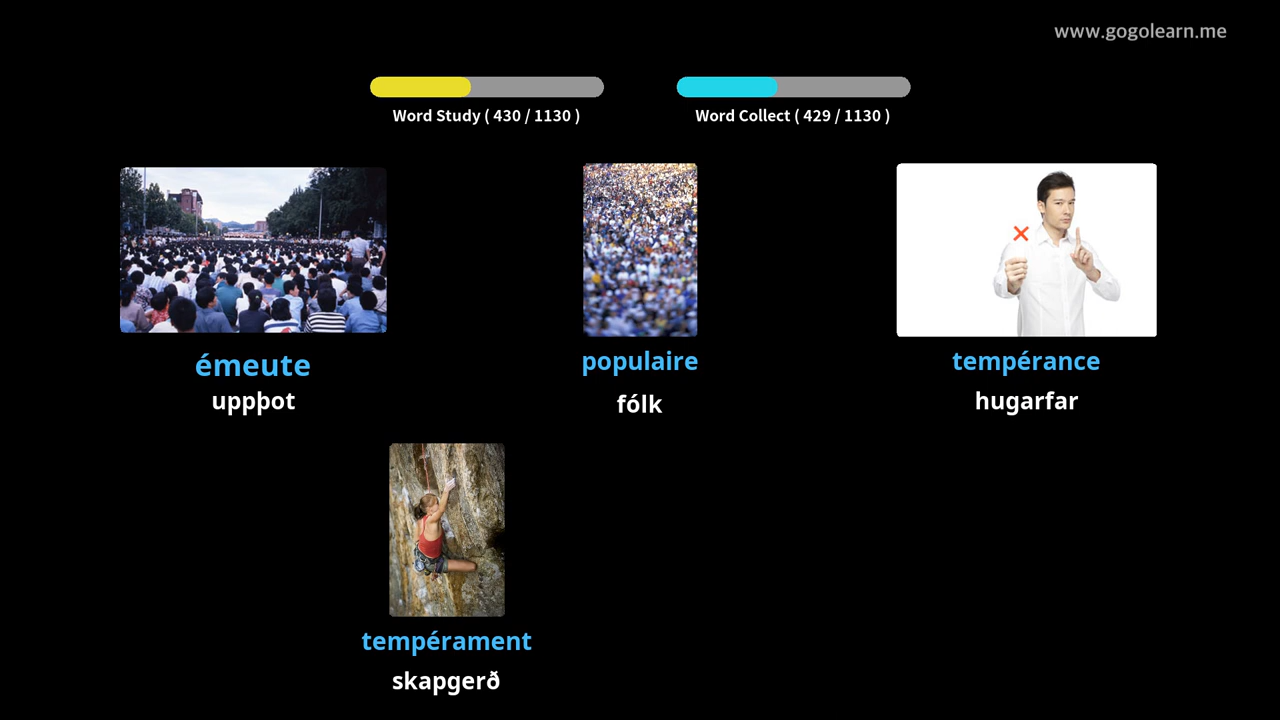 www.gogolearn.me
Word Study ( 430 / 1130 )
Word Collect ( 429 / 1130 )
émeute
uppþot
populaire
fólk
tempérance
hugarfar
tempérament
skapgerð